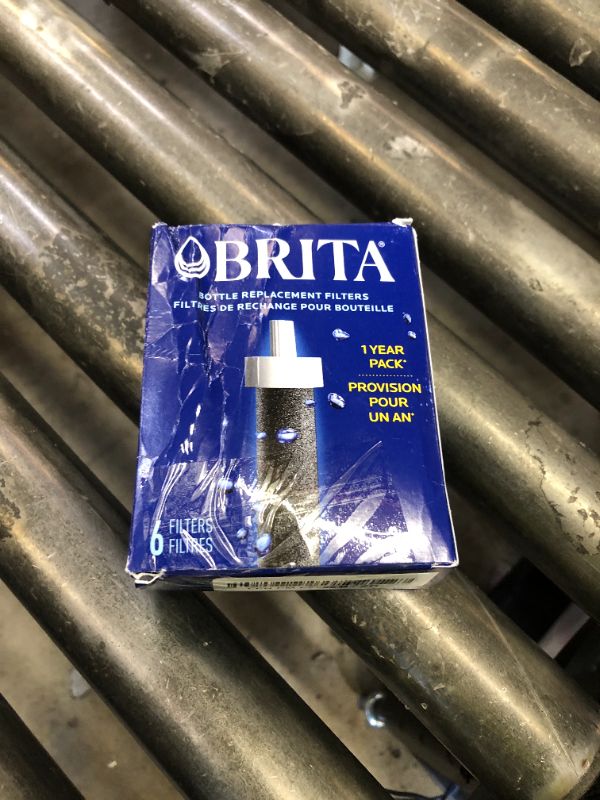 BRITA®
BOTTLE REPLACEMENT FILTERS
FILTRES DE RECHANGE POUR BOUTEILLE
1 YEAR
PACK*
PROVISION
POUR
UN AN*
6 FILTERS
FILTRES